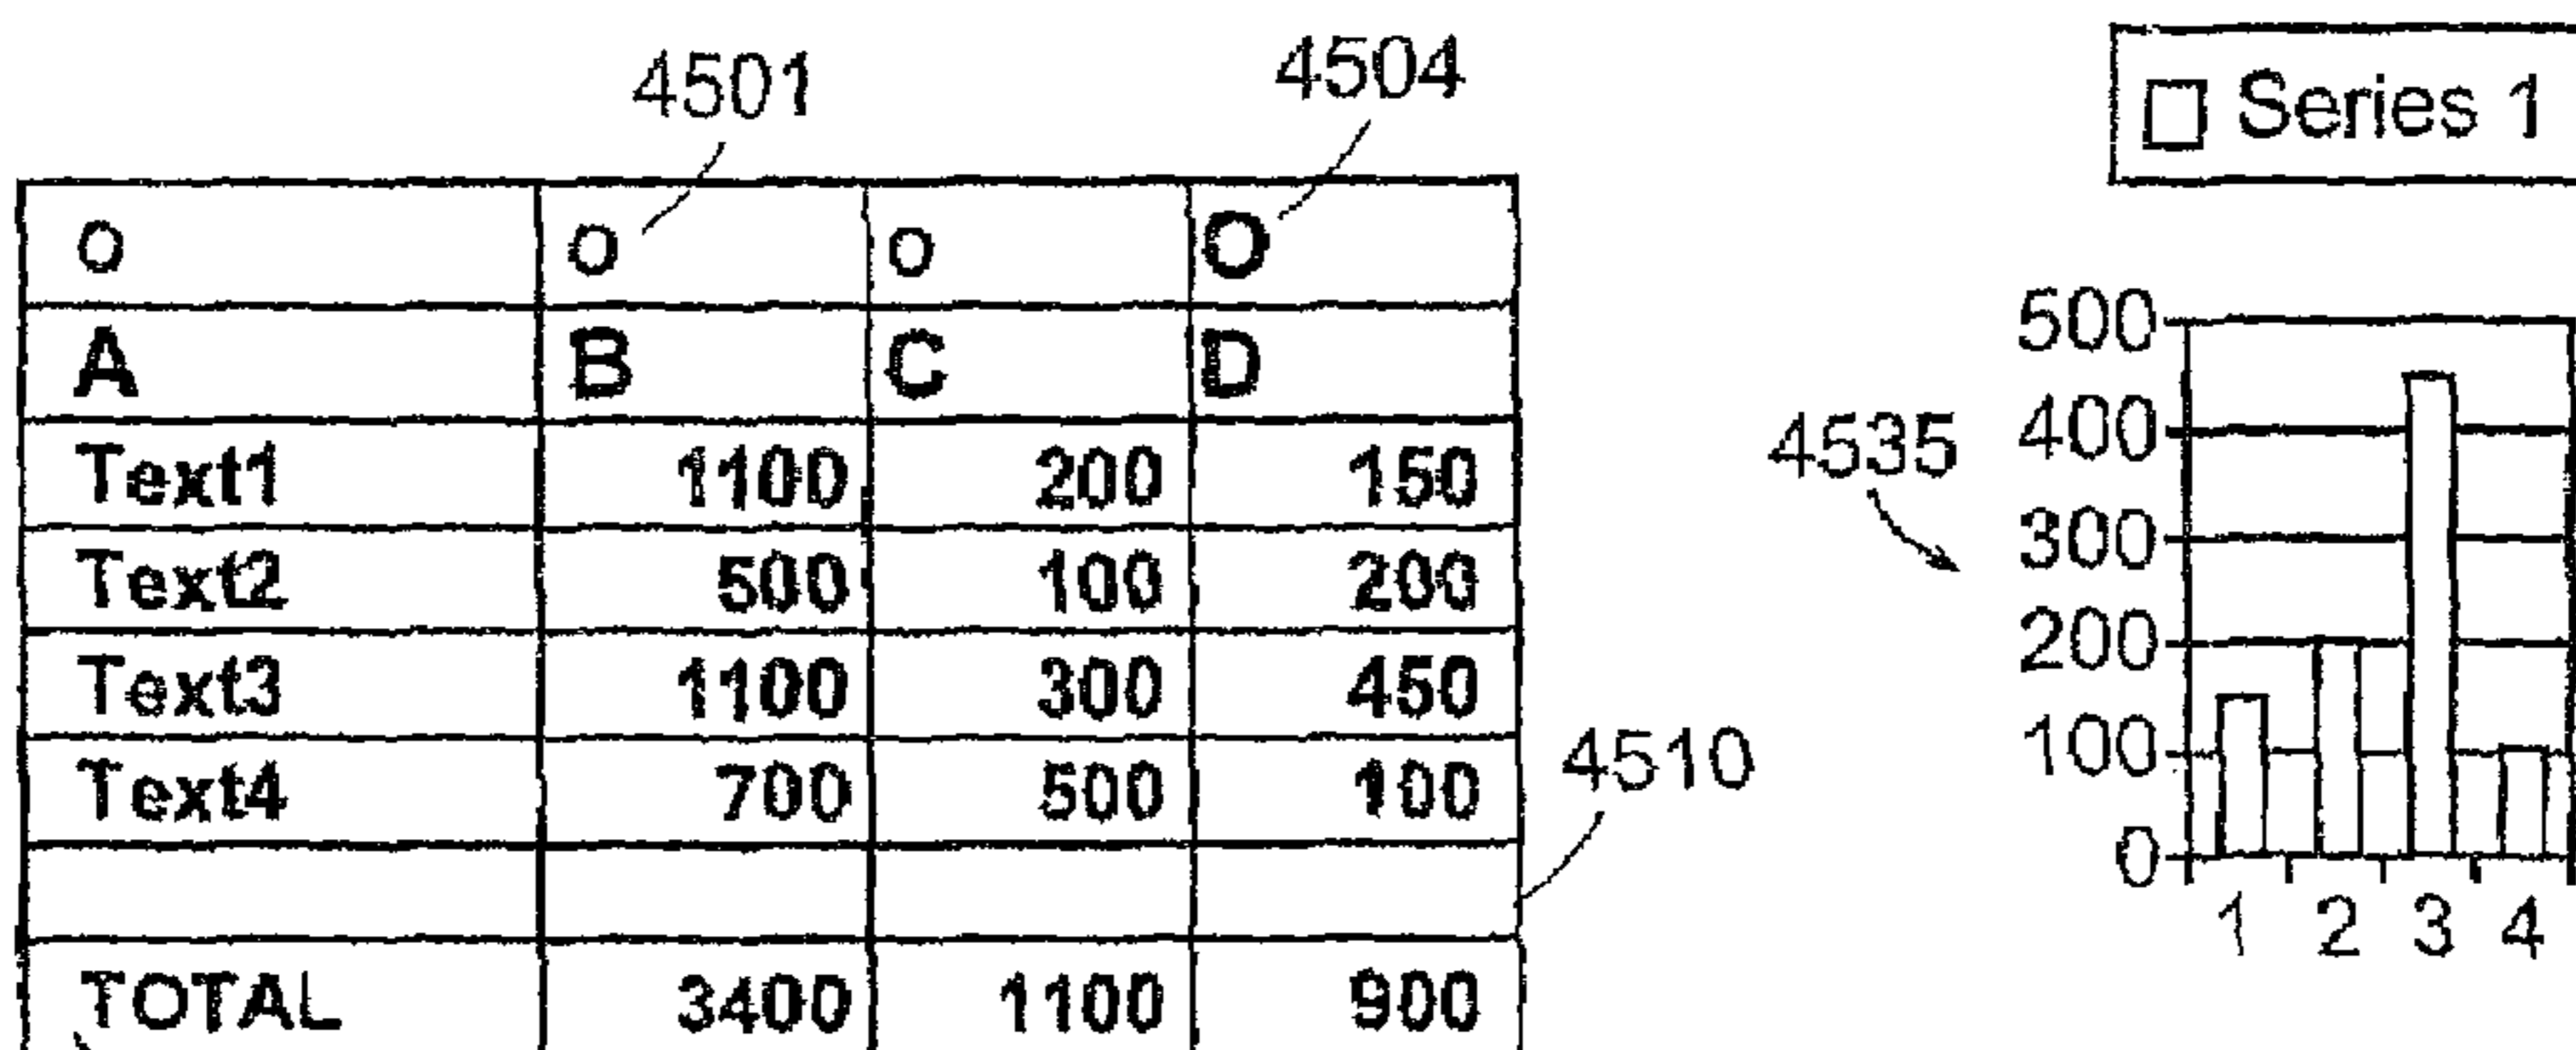 4501 4504
Series 1
o o o O
A B C D
Text1 1100 200 150
Text2 500 100 200
Text3 1100 300 450
Text4 700 500 100
TOTAL 3400 1100 900
4510
4535
500
400
300
200
100
0
1 2 3 4